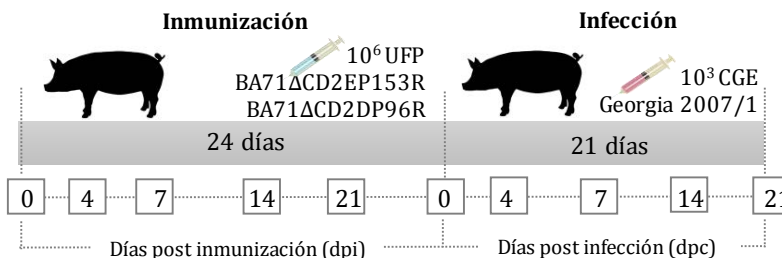 Inmunización
Infección
10⁶ UFP
BA71ΔCD2EP153R
BA71ΔCD2DP96R
10³ CGE
Georgia 2007/1
24 días
21 días
0 4 7 14 21 0 4 7 14 21
Días post inmunización (dpi)
Días post infección (dpc)